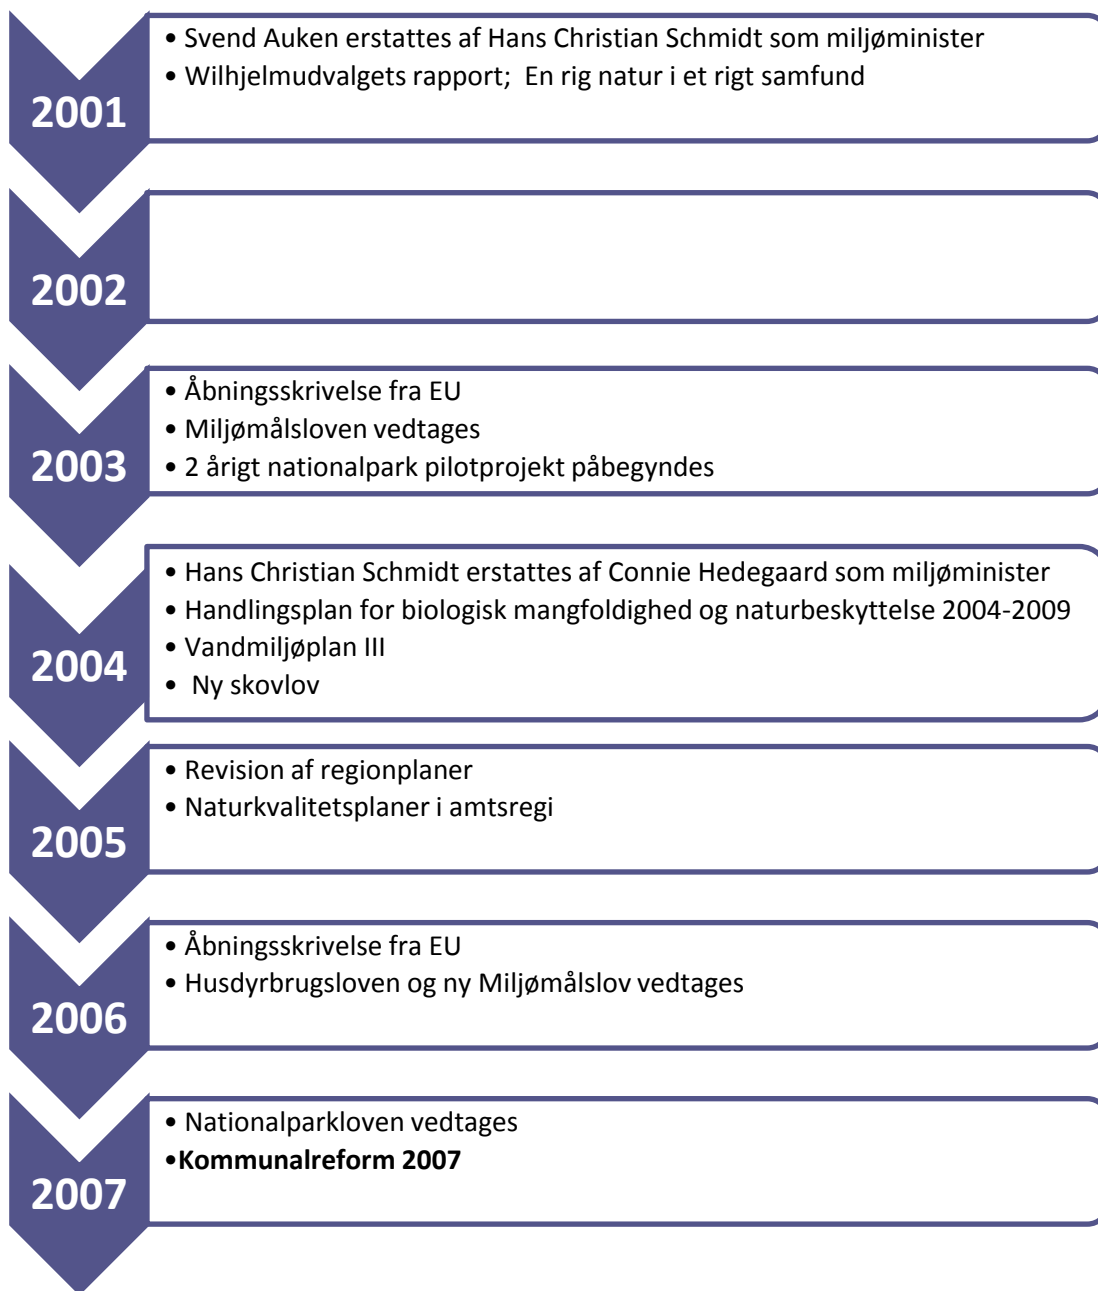 2001
• Svend Auken erstattes af Hans Christian Schmidt som miljøminister
• Wilhjelmudvalgets rapport; En rig natur i et rigt samfund
2002
2003
• Åbningsskrivelse fra EU
• Miljømålsloven vedtages
• 2 årigt nationalpark pilotprojekt påbegyndes
2004
• Hans Christian Schmidt erstattes af Connie Hedegaard som miljøminister
• Handlingsplan for biologisk mangfoldighed og naturbeskyttelse 2004-2009
• Vandmiljøplan III
• Ny skovlov
2005
• Revision af regionplaner
• Naturkvalitetsplaner i amtsregi
2006
• Åbningsskrivelse fra EU
• Husdyrbrugsloven og ny Miljømålslov vedtages
2007
• Nationalparkloven vedtages
•Kommunalreform 2007